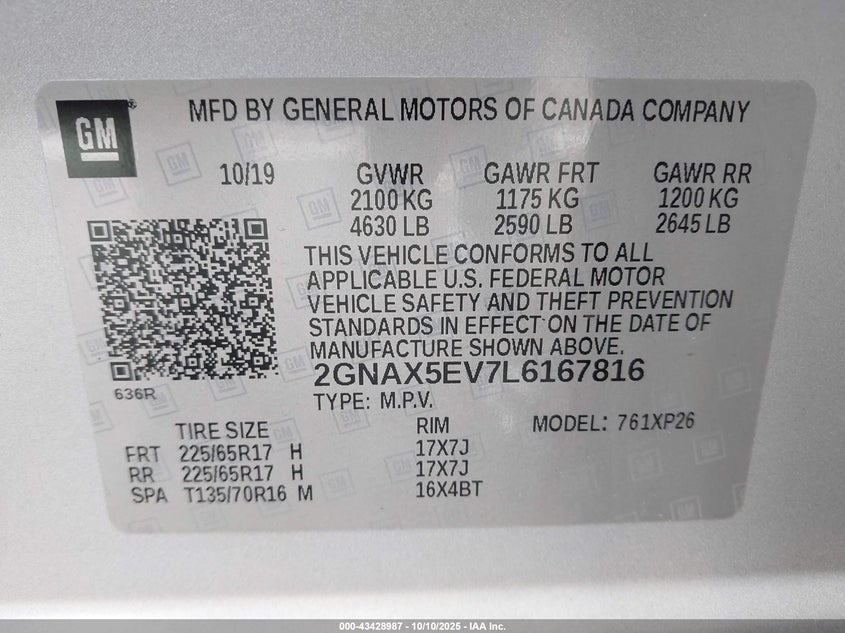 GM
MFD BY GENERAL MOTORS OF CANADA COMPANY
10/19 GVWR GAWR FRT GAWR RR
2100 KG 1175 KG 1200 KG
4630 LB 2590 LB 2645 LB
THIS VEHICLE CONFORMS TO ALL
APPLICABLE U.S. FEDERAL MOTOR
VEHICLE SAFETY AND THEFT PREVENTION
STANDARDS IN EFFECT ON THE DATE OF
MANUFACTURE SHOWN ABOVE.
2GNAX5EV7L6167816
636R
TYPE: M.P.V.
TIRE SIZE RIM MODEL: 761XP26
FRT 225/65R17 H 17X7J
RR 225/65R17 H 17X7J
SPA T135/70R16 M 16X4BT
000-43428987 - 10/10/2025 - IAA Inc.